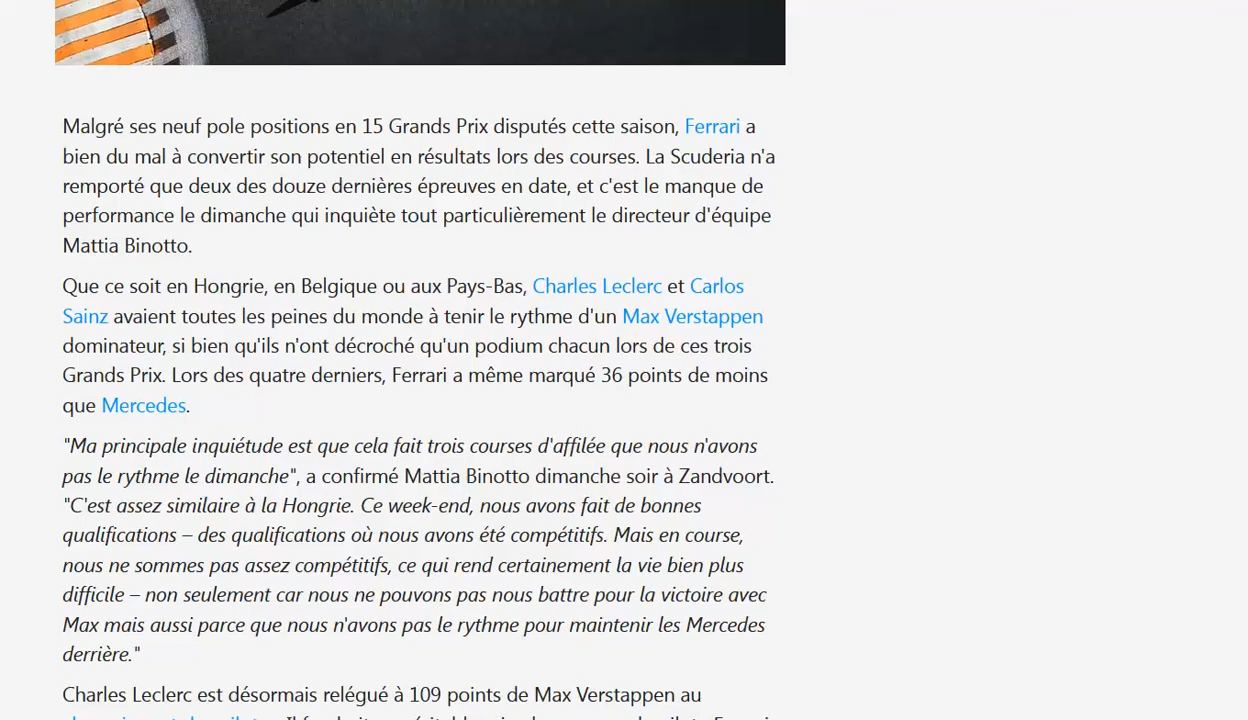 Malgré ses neuf pole positions en 15 Grands Prix disputés cette saison, Ferrari a
bien du mal à convertir son potentiel en résultats lors des courses. La Scuderia n'a
remporté que deux des douze dernières épreuves en date, et c'est le manque de
performance le dimanche qui inquiète tout particulièrement le directeur d'équipe
Mattia Binotto.
Que ce soit en Hongrie, en Belgique ou aux Pays-Bas, Charles Leclerc et Carlos
Sainz avaient toutes les peines du monde à tenir le rythme d'un Max Verstappen
dominateur, si bien qu'ils n'ont décroché qu'un podium chacun lors de ces trois
Grands Prix. Lors des quatre derniers, Ferrari a même marqué 36 points de moins
que Mercedes.
"Ma principale inquiétude est que cela fait trois courses d'affilée que nous n'avons
pas le rythme le dimanche", a confirmé Mattia Binotto dimanche soir à Zandvoort.
"C'est assez similaire à la Hongrie. Ce week-end, nous avons fait de bonnes
qualifications – des qualifications où nous avons été compétitifs. Mais en course,
nous ne sommes pas assez compétitifs, ce qui rend certainement la vie bien plus
difficile – non seulement car nous ne pouvons pas nous battre pour la victoire avec
Max mais aussi parce que nous n'avons pas le rythme pour maintenir les Mercedes
derrière."
Charles Leclerc est désormais relégué à 109 points de Max Verstappen au